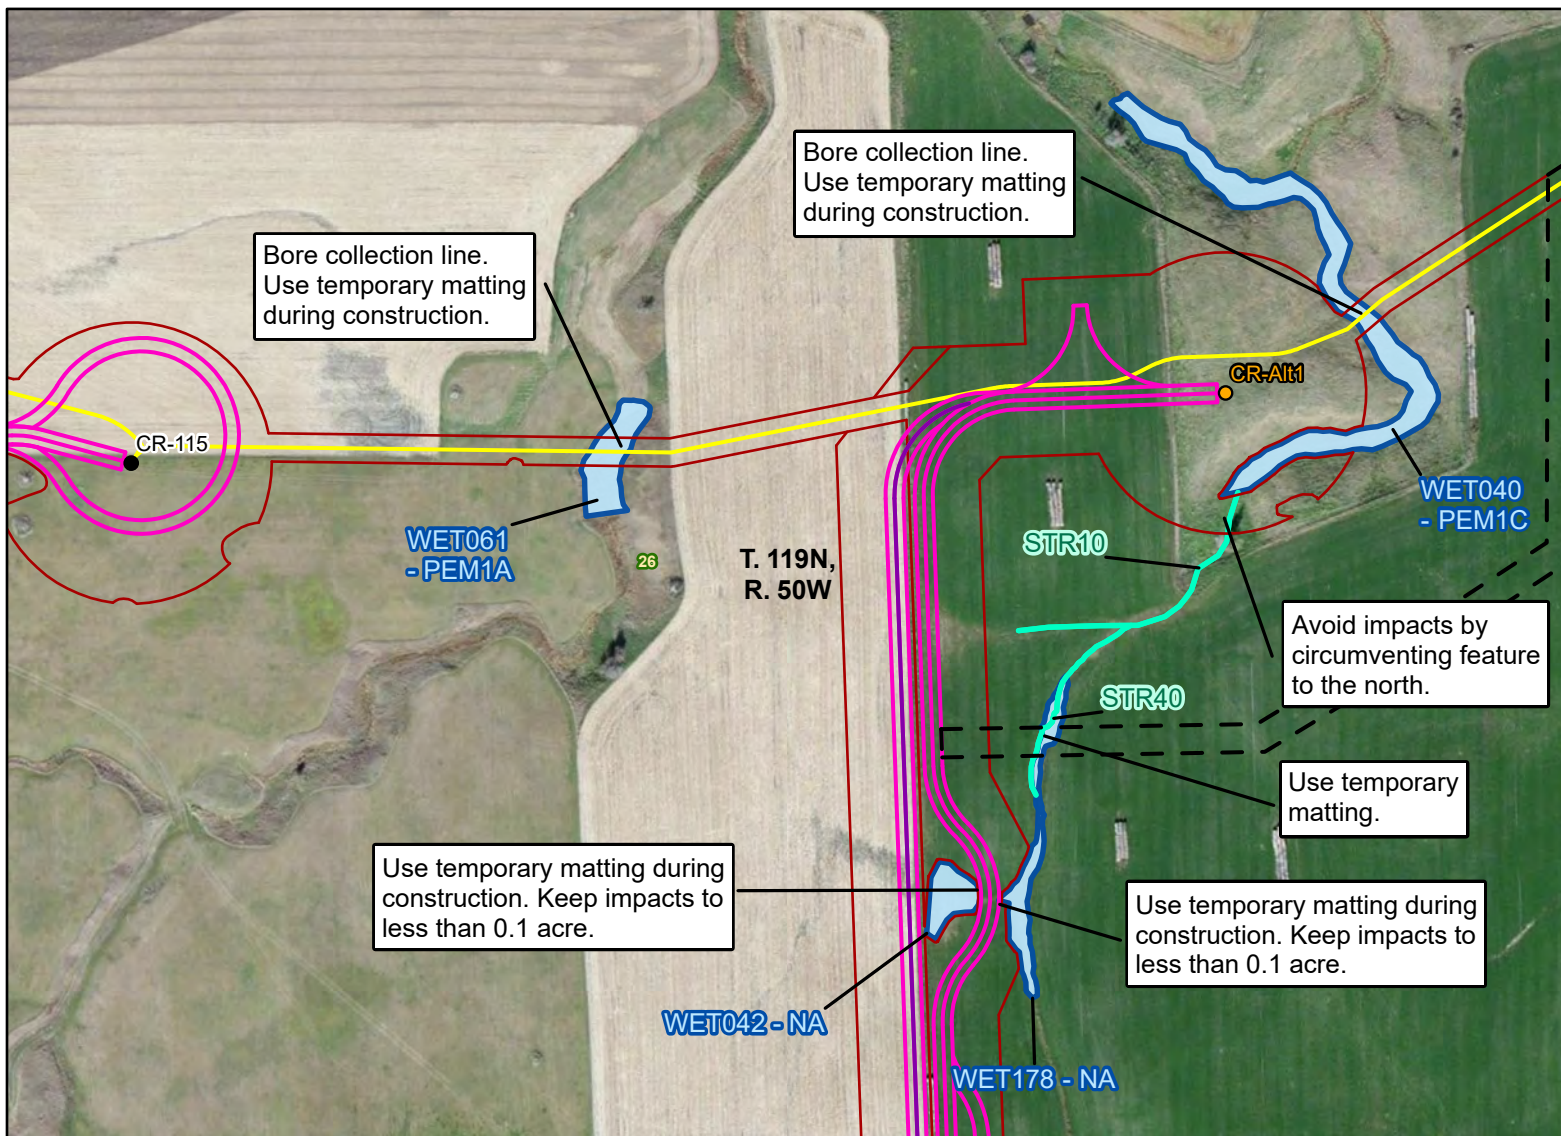 Bore collection line.
Use temporary matting
during construction.
Bore collection line.
Use temporary matting
during construction.
CR-Alt1
CR-115
WET040
- PEM1C
WET061
- PEM1A
STR10
26
T. 119N,
R. 50W
Avoid impacts by
circumventing feature
to the north.
STR40
Use temporary
matting.
Use temporary matting during
construction. Keep impacts to
less than 0.1 acre.
Use temporary matting during
construction. Keep impacts to
less than 0.1 acre.
WET042 - NA
WET178 - NA